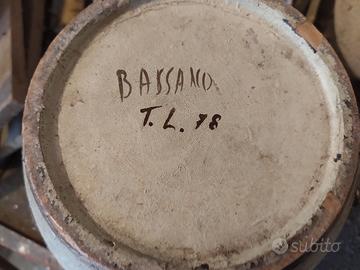 BASSANO
T.L. 78
subito